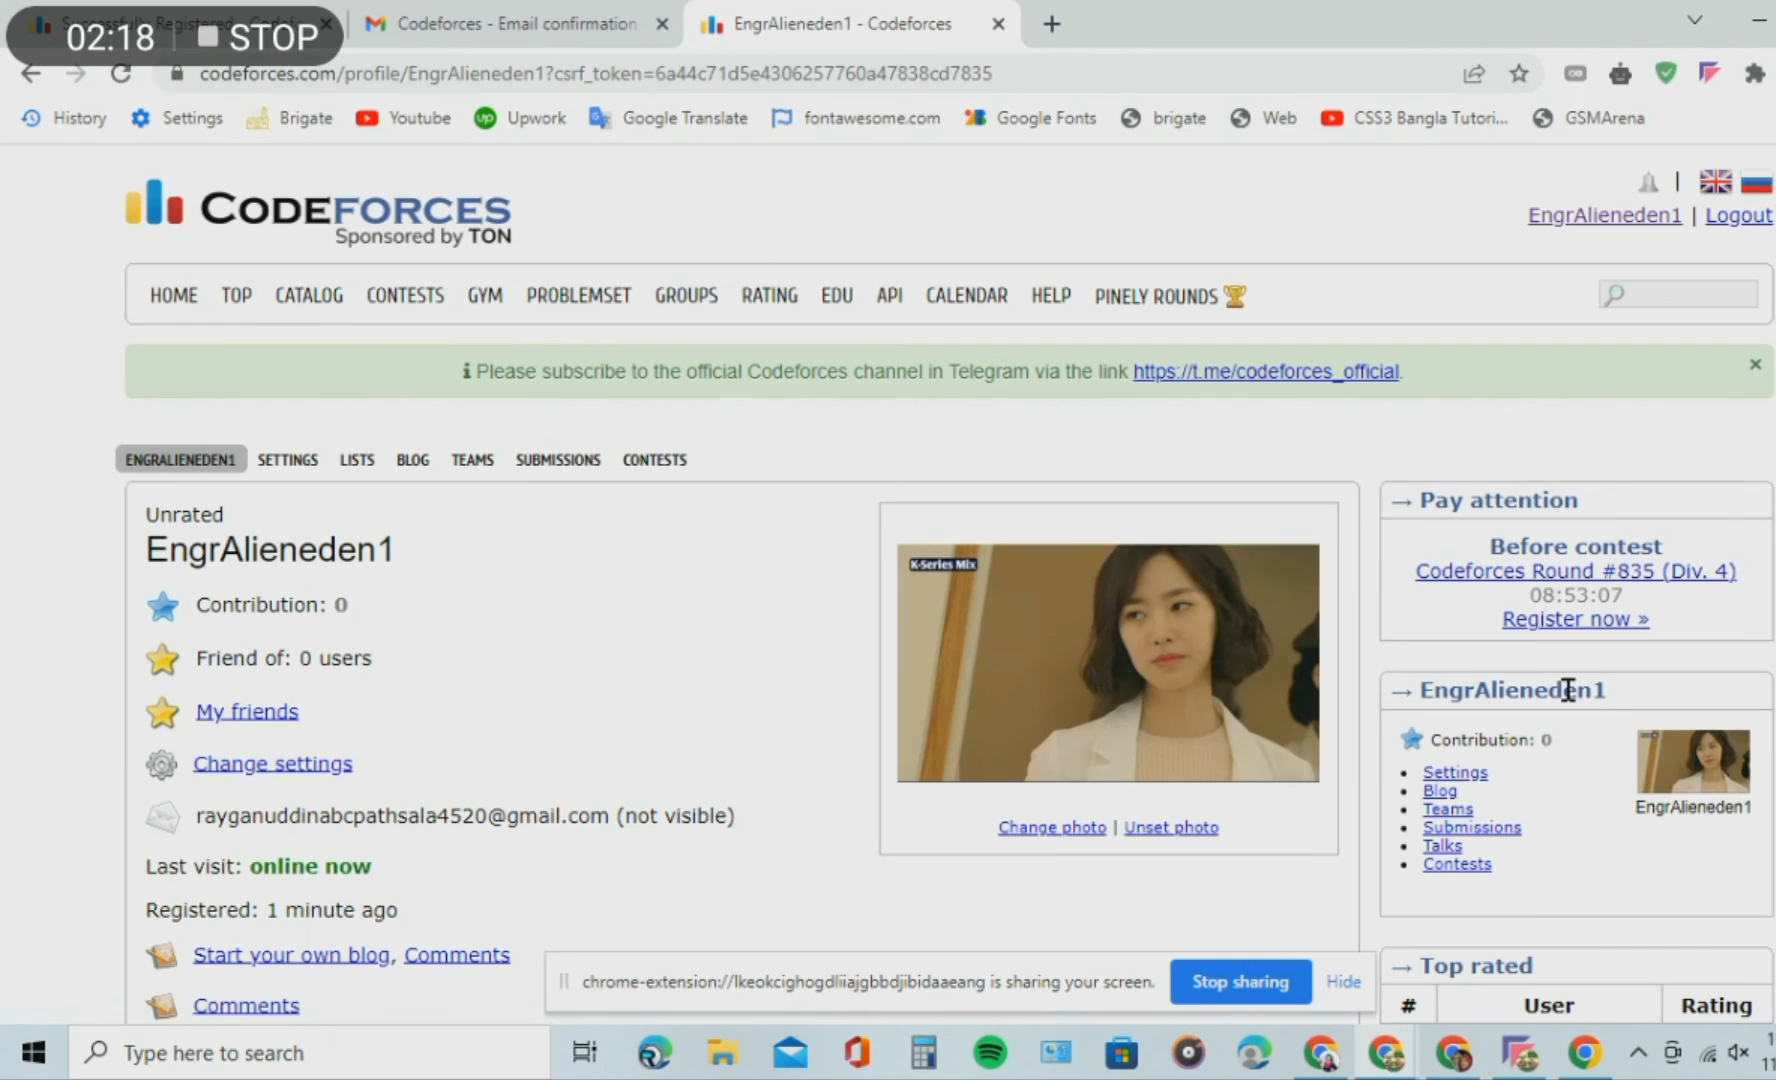 Codeforces - Email confirmation
EngrAlieneden1 - Codeforces
02:18 STOP
codeforces.com/profile/EngrAlieneden1?csrf_token=6a44c71d5e4306257760a47838cd7835
History Settings Brigate Youtube Upwork Google Translate fontawesome.com Google Fonts brigate Web CSS3 Bangla Tutori... GSMArena
CODEFORCES
Sponsored by TON
EngrAlieneden1 | Logout
HOME TOP CATALOG CONTESTS GYM PROBLEMSET GROUPS RATING EDU API CALENDAR HELP PINELY ROUNDS
Please subscribe to the official Codeforces channel in Telegram via the link https://t.me/codeforces_official.
ENGRALIENEDEN1 SETTINGS LISTS BLOG TEAMS SUBMISSIONS CONTESTS
Unrated
EngrAlieneden1
Contribution: 0
Friend of: 0 users
My friends
Change settings
rayganuddinabcpathsala4520@gmail.com (not visible)
Last visit: online now
Registered: 1 minute ago
Start your own blog, Comments
Comments
K-Series Mix
Change photo | Unset photo
→ Pay attention
Before contest
Codeforces Round #835 (Div. 4)
08:53:07
Register now »
→ EngrAlieneden1
Contribution: 0
Settings
Blog
Teams
Submissions
Talks
Contests
EngrAlieneden1
→ Top rated
# User Rating
chrome-extension://lkeokcighogdliiajgbbdjibidaaeang is sharing your screen. Stop sharing Hide
Type here to search